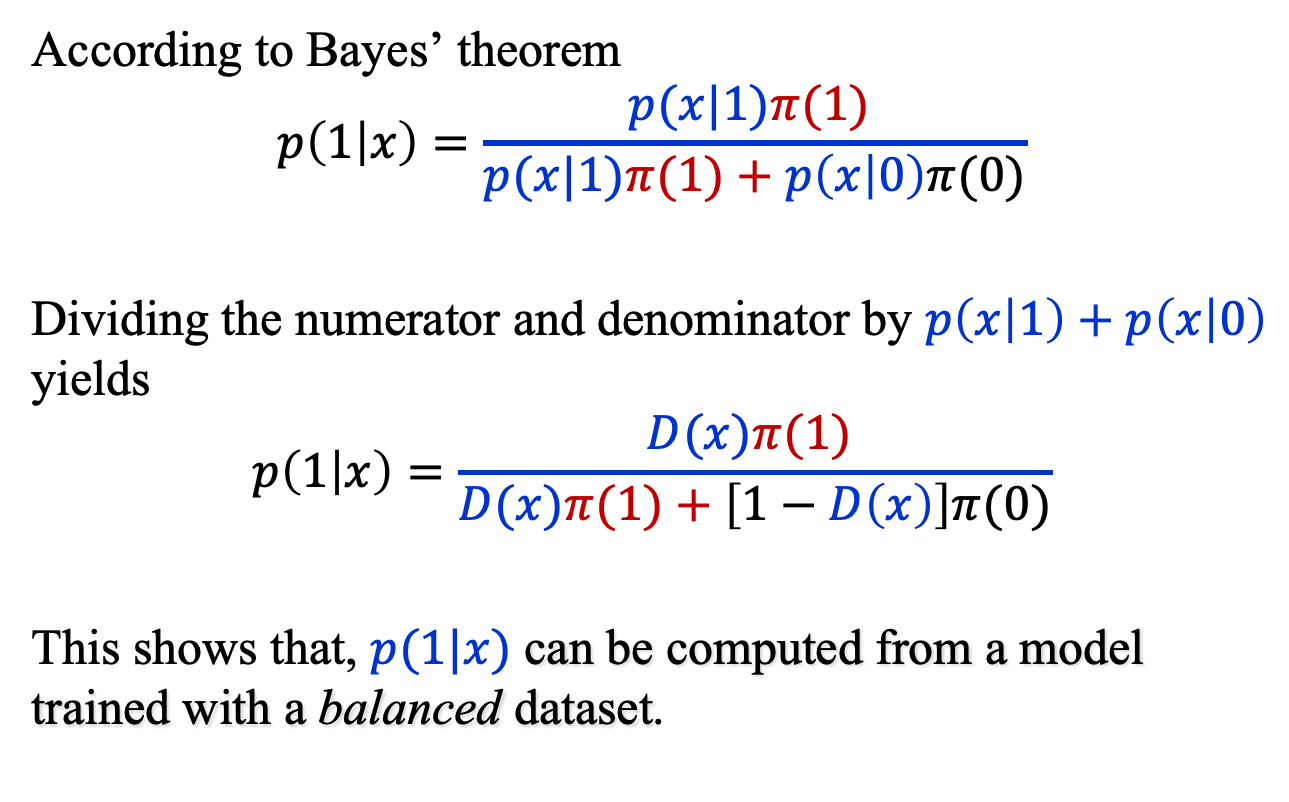 According to Bayes’ theorem
p(1|x) = p(x|1)π(1) / p(x|1)π(1) + p(x|0)π(0)
Dividing the numerator and denominator by p(x|1) + p(x|0)
yields
p(1|x) = D(x)π(1) / D(x)π(1) + [1 − D(x)]π(0)
This shows that, p(1|x) can be computed from a model
trained with a balanced dataset.